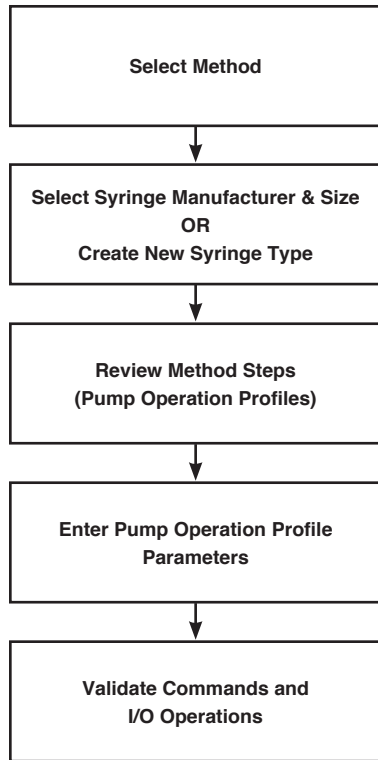 Select Method
Select Syringe Manufacturer & Size
OR
Create New Syringe Type
Review Method Steps
(Pump Operation Profiles)
Enter Pump Operation Profile
Parameters
Validate Commands and
I/O Operations